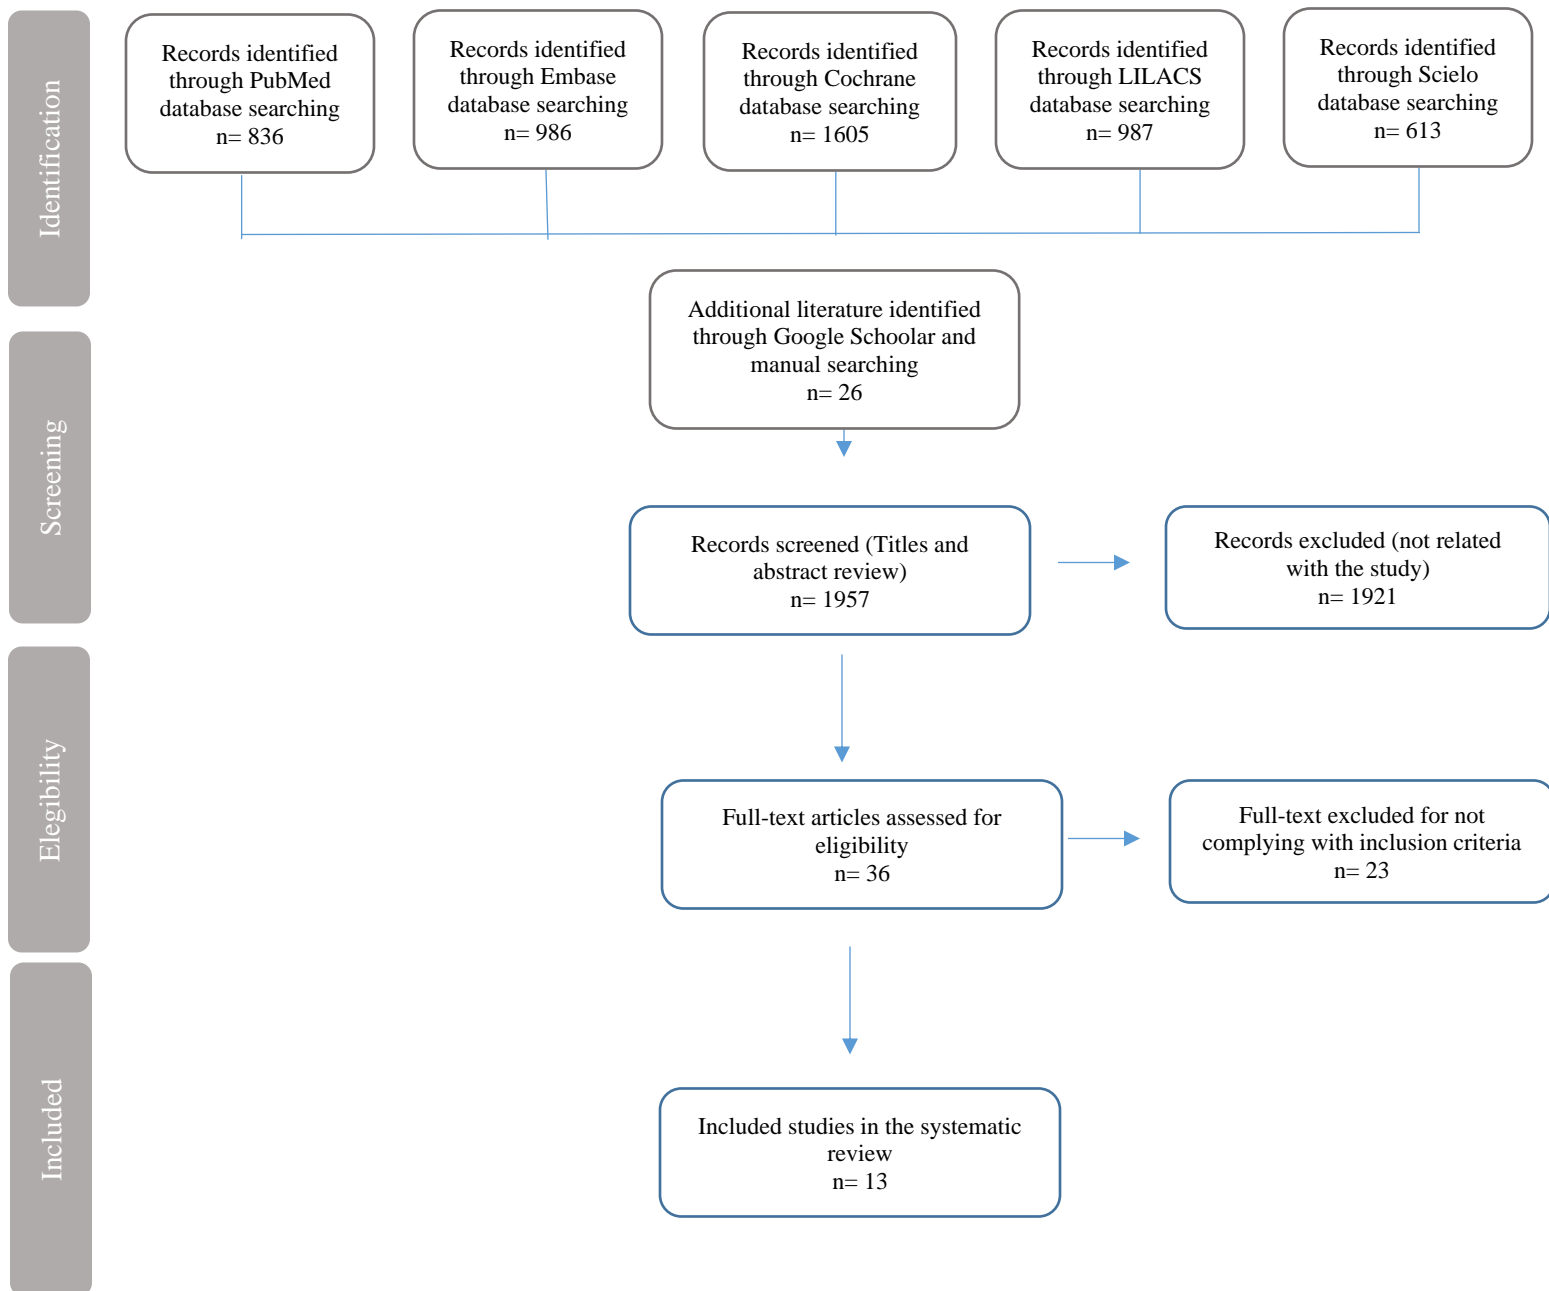 Identification
Records identified
through PubMed
database searching
n= 836
Records identified
through Embase
database searching
n= 986
Records identified
through Cochrane
database searching
n= 1605
Records identified
through LILACS
database searching
n= 987
Records identified
through Scielo
database searching
n= 613
Additional literature identified
through Google Schoolar and
manual searching
n= 26
Screening
Records screened (Titles and
abstract review)
n= 1957
Records excluded (not related
with the study)
n= 1921
Elegibility
Full-text articles assessed for
eligibility
n= 36
Full-text excluded for not
complying with inclusion criteria
n= 23
Included
Included studies in the systematic
review
n= 13